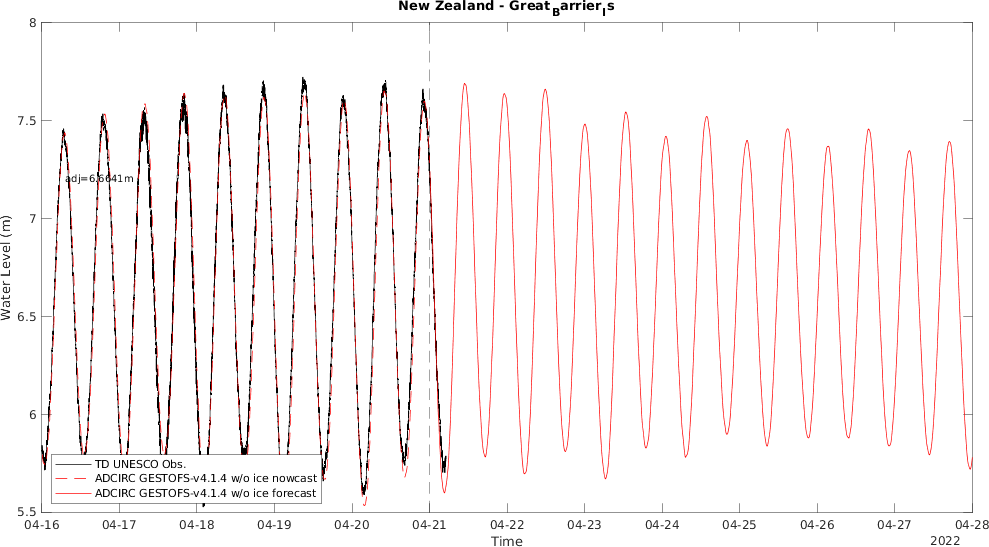 New Zealand - GreatBarrierIs
8
7.5
7
6.5
6
5.5
Water Level (m)
adj=6.6641m
TD UNESCO Obs.
ADCIRC GESTOFS-v4.1.4 w/o ice nowcast
ADCIRC GESTOFS-v4.1.4 w/o ice forecast
04-16 04-17 04-18 04-19 04-20 04-21 04-22 04-23 04-24 04-25 04-26 04-27 04-28
Time
2022